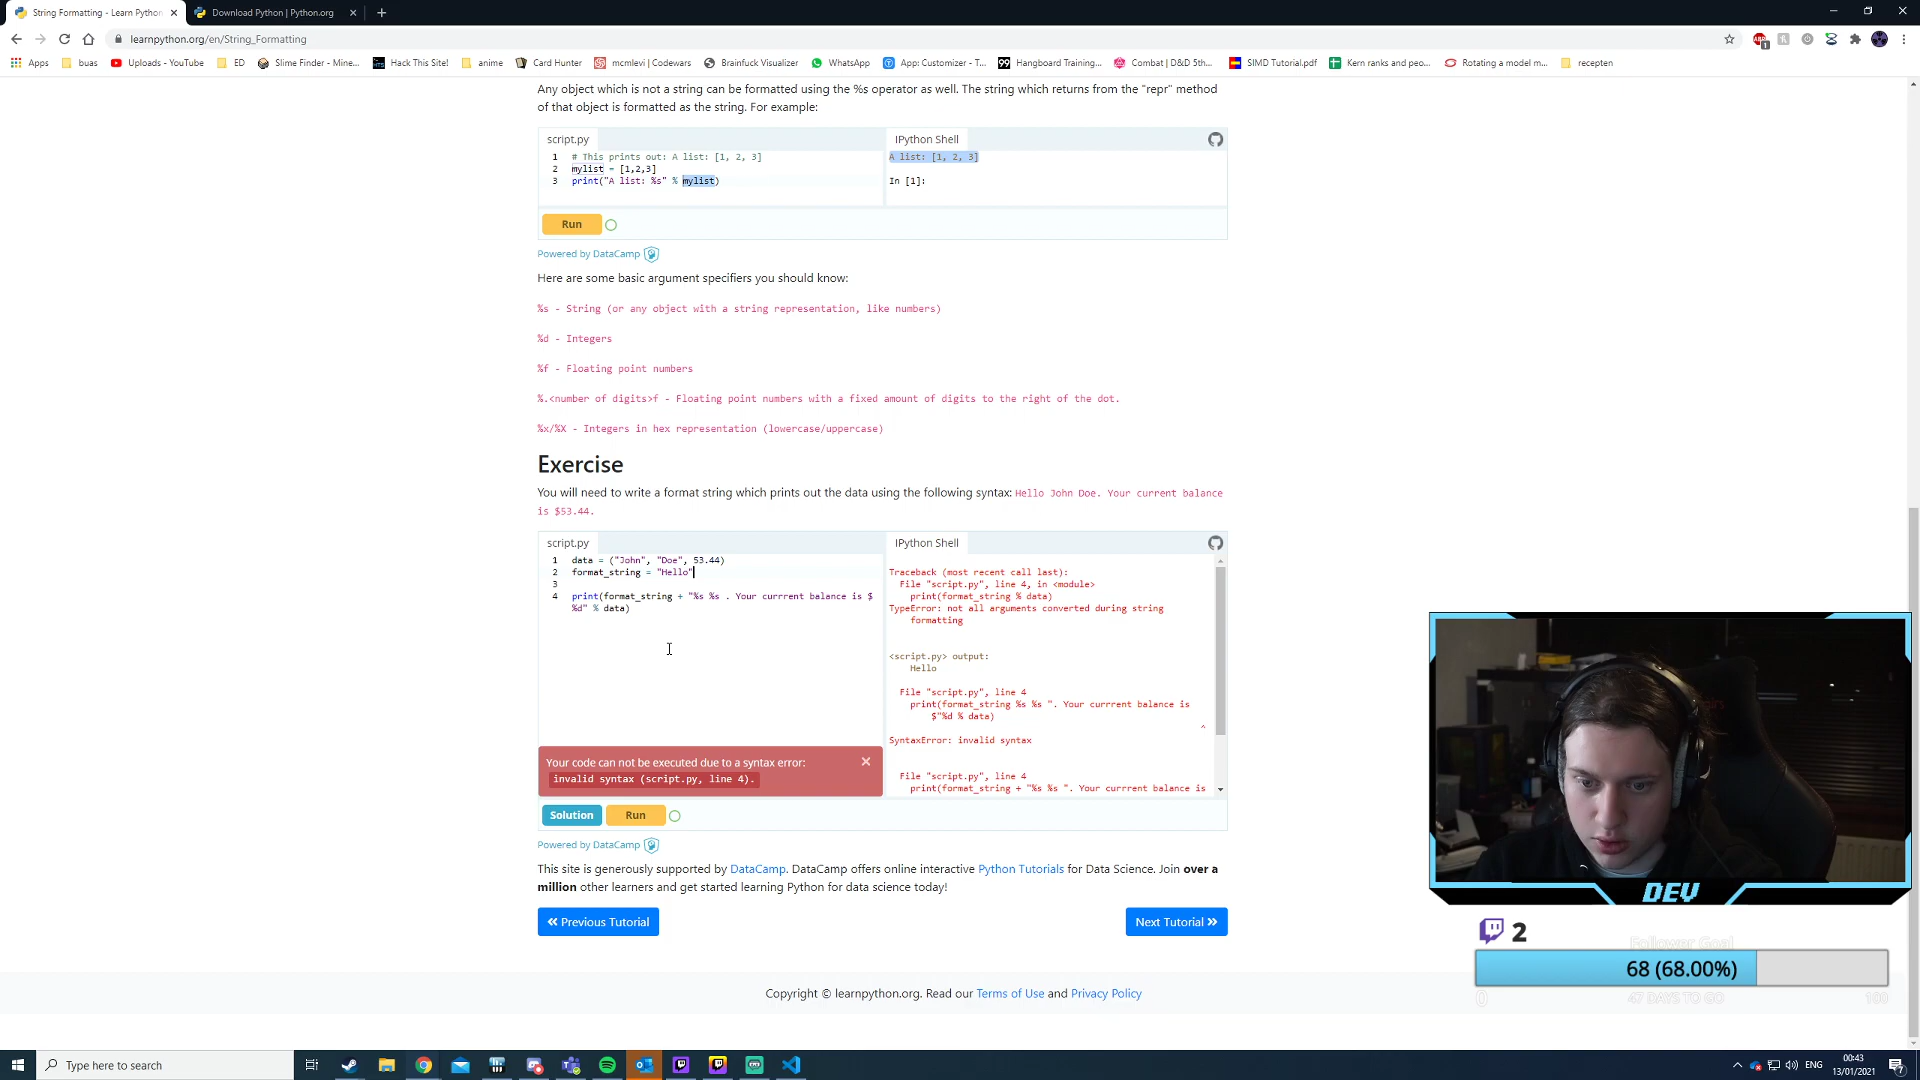 String Formatting - Learn Python
Download Python | Python.org
learnpython.org/en/String_Formatting
Apps buas Uploads - YouTube ED Slime Finder - Mine... Hack This Site! anime Card Hunter mcmlevi | Codewars Brainfuck Visualizer WhatsApp App: Customizer - T... Hangboard Training... Combat | D&D 5th... SIMD Tutorial.pdf Kern ranks and peo... Rotating a model m... recepten
Any object which is not a string can be formatted using the %s operator as well. The string which returns from the "repr" method
of that object is formatted as the string. For example:
script.py
1 # This prints out: A list: [1, 2, 3]
2 mylist = [1,2,3]
3 print("A list: %s" % mylist)
IPython Shell
A list: [1, 2, 3]
In [1]:
Run
Powered by DataCamp
Here are some basic argument specifiers you should know:
%s - String (or any object with a string representation, like numbers)
%d - Integers
%f - Floating point numbers
%.<number of digits>f - Floating point numbers with a fixed amount of digits to the right of the dot.
%x/%X - Integers in hex representation (lowercase/uppercase)
Exercise
You will need to write a format string which prints out the data using the following syntax: Hello John Doe. Your current balance
is $53.44.
script.py
1 data = ("John", "Doe", 53.44)
2 format_string = "Hello"
3
4 print(format_string + "%s %s . Your currrent balance is $
%d" % data)
Your code can not be executed due to a syntax error:
invalid syntax (script.py, line 4).
IPython Shell
Traceback (most recent call last):
File "script.py", line 4, in <module>
print(format_string % data)
TypeError: not all arguments converted during string
formatting
<script.py> output:
Hello
File "script.py", line 4
print(format_string %s %s ". Your currrent balance is
$"%d % data)
^
SyntaxError: invalid syntax
File "script.py", line 4
print(format_string + "%s %s ". Your currrent balance is
Solution Run
Powered by DataCamp
This site is generously supported by DataCamp. DataCamp offers online interactive Python Tutorials for Data Science. Join over a
million other learners and get started learning Python for data science today!
Previous Tutorial
Next Tutorial
Copyright © learnpython.org. Read our Terms of Use and Privacy Policy
DEV
2
Follower Goal
68 (68.00%)
0 47 DAYS TO GO 100
Type here to search
ENG
00:43
13/01/2021